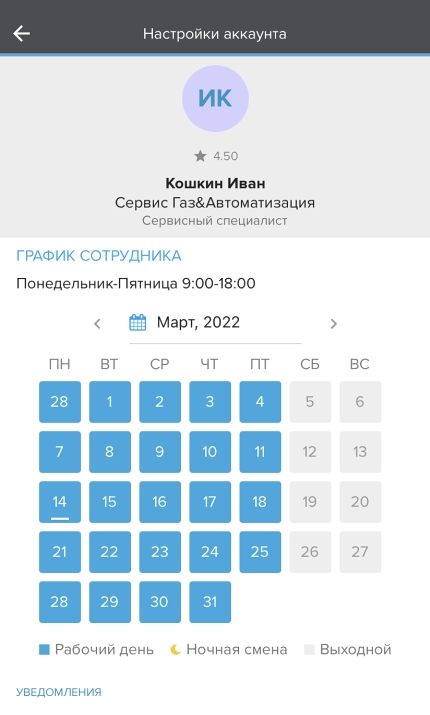 Настройки аккаунта
ИК
4.50
Кошкин Иван
Сервис Газ&Автоматизация
Сервисный специалист
ГРАФИК СОТРУДНИКА
Понедельник-Пятница 9:00-18:00
Март, 2022
ПН ВТ СР ЧТ ПТ СБ ВС
28 1 2 3 4 5 6
7 8 9 10 11 12 13
14 15 16 17 18 19 20
21 22 23 24 25 26 27
28 29 30 31
Рабочий день Ночная смена Выходной
УВЕДОМЛЕНИЯ